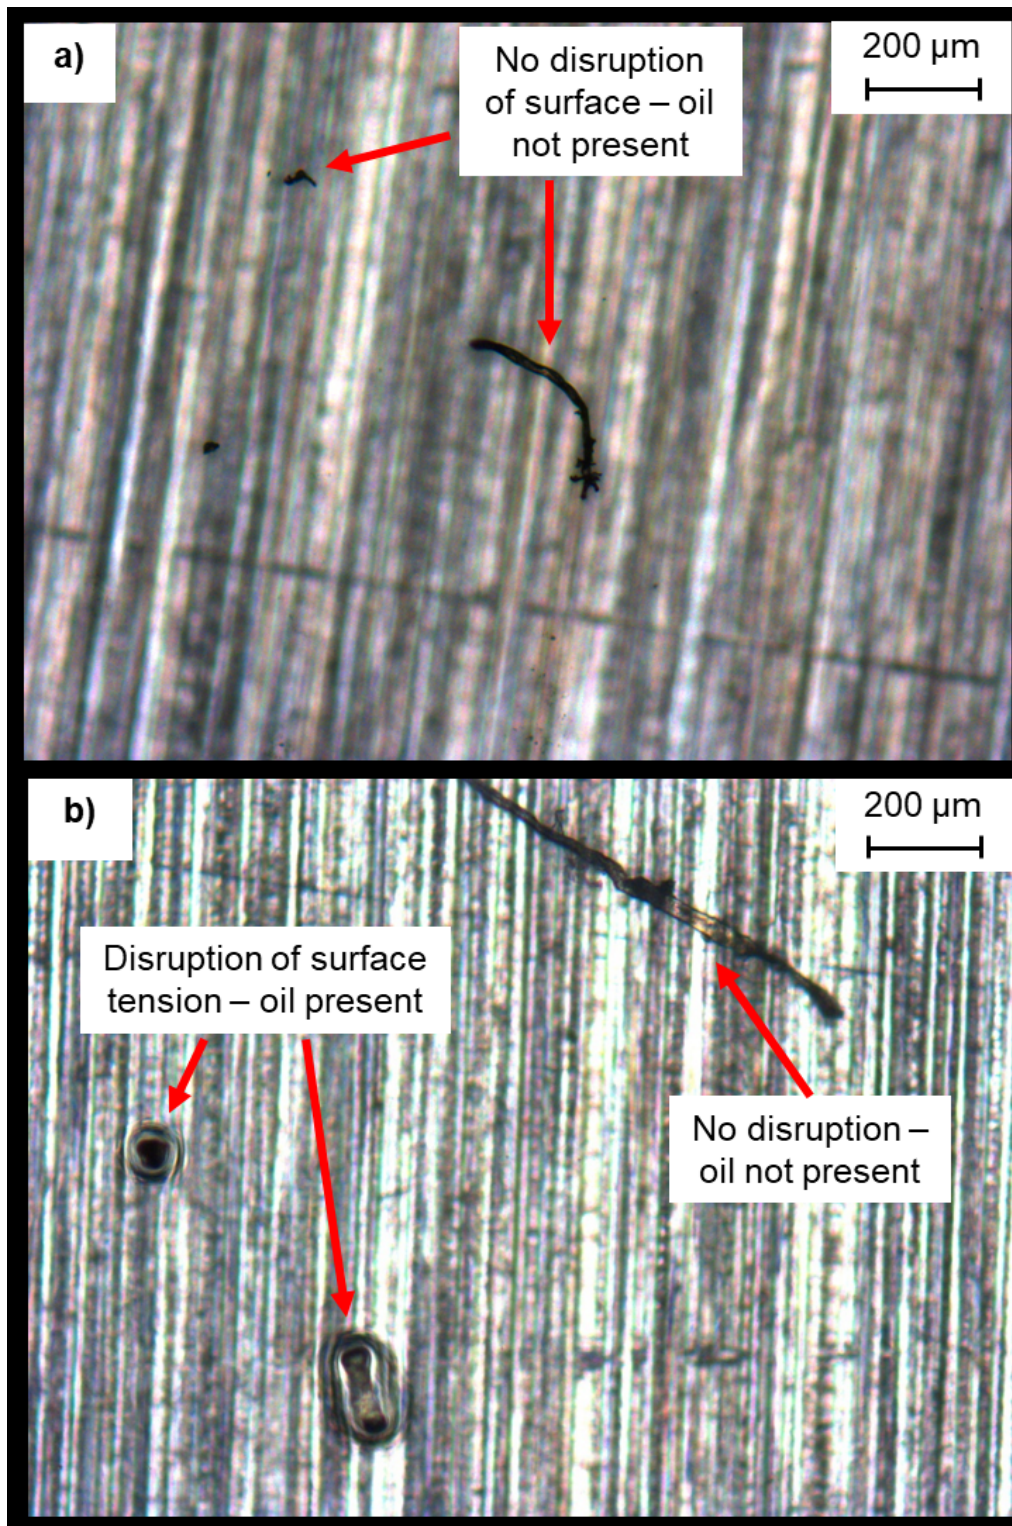 a)
No disruption
of surface – oil
not present
200 µm
b)
200 µm
Disruption of surface
tension – oil present
No disruption –
oil not present